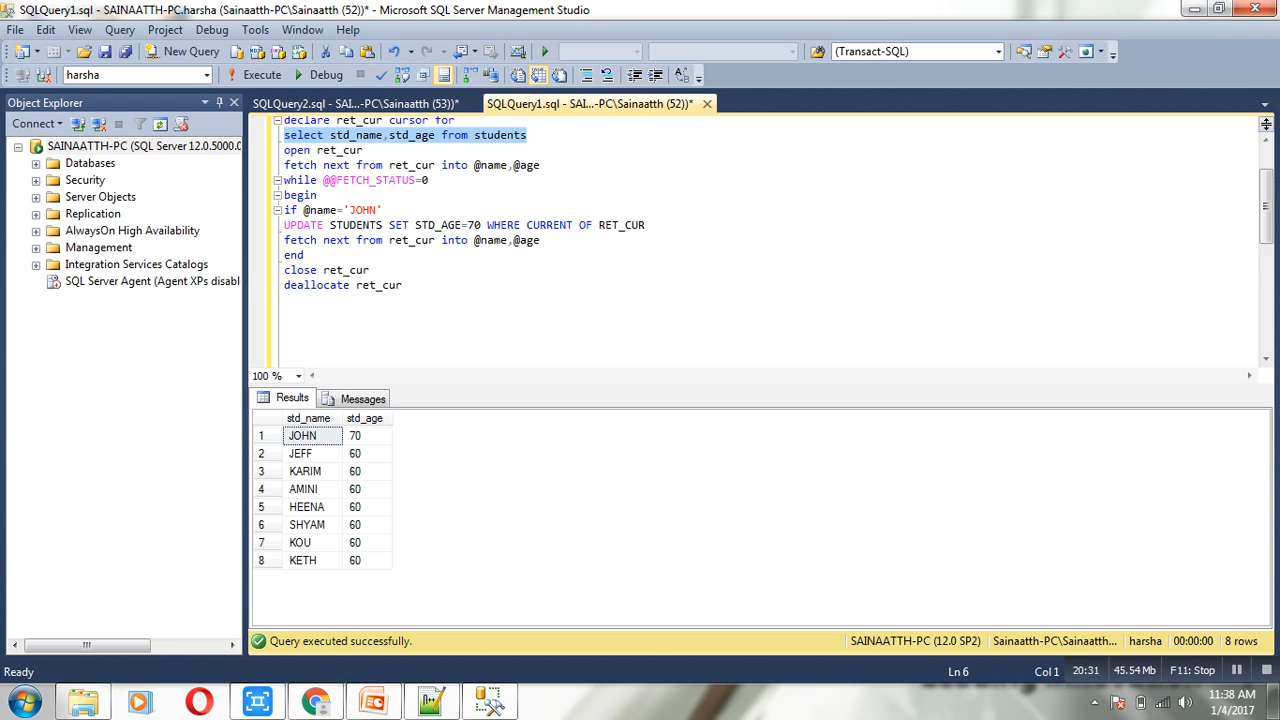 SQLQuery1.sql - SAINAATTH-PC.harsha (Sainaatth-PC\Sainaatth (52))* - Microsoft SQL Server Management Studio
File Edit View Query Project Debug Tools Window Help
New Query (Transact-SQL)
harsha Execute Debug
Object Explorer
SQLQuery2.sql - SAI...-PC\Sainaatth (53))*
SQLQuery1.sql - SAI...-PC\Sainaatth (52))*
Connect
SAINAATTH-PC (SQL Server 12.0.5000.0
Databases
Security
Server Objects
Replication
AlwaysOn High Availability
Management
Integration Services Catalogs
SQL Server Agent (Agent XPs disabl
declare ret_cur cursor for
select std_name,std_age from students
open ret_cur
fetch next from ret_cur into @name,@age
while @@FETCH_STATUS=0
begin
if @name='JOHN'
UPDATE STUDENTS SET STD_AGE=70 WHERE CURRENT OF RET_CUR
fetch next from ret_cur into @name,@age
end
close ret_cur
deallocate ret_cur
100 %
Results Messages
std_name std_age
1 JOHN 70
2 JEFF 60
3 KARIM 60
4 AMINI 60
5 HEENA 60
6 SHYAM 60
7 KOU 60
8 KETH 60
Query executed successfully. SAINAATTH-PC (12.0 SP2) Sainaatth-PC\Sainaatth... harsha 00:00:00 8 rows
Ready Ln 6 Col 1 20:31 45.54 Mb F11: Stop
11:38 AM
1/4/2017